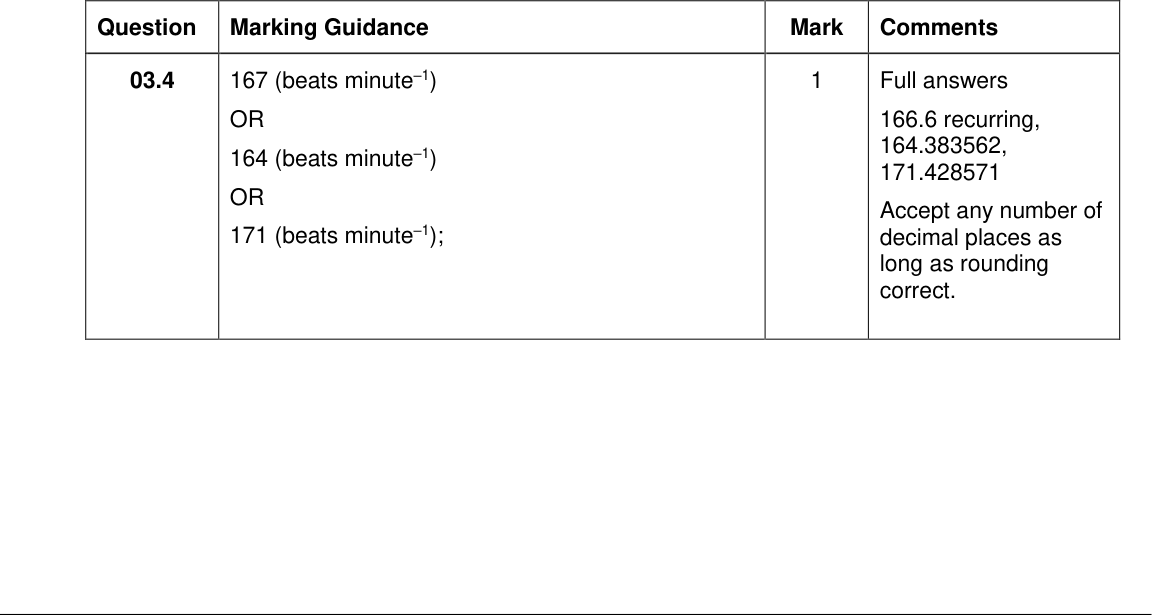 Question Marking Guidance Mark Comments
03.4 167 (beats minute⁻¹) 1 Full answers
OR 166.6 recurring,
164 (beats minute⁻¹) 164.383562,
171.428571
OR
171 (beats minute⁻¹); Accept any number of
decimal places as
long as rounding
correct.